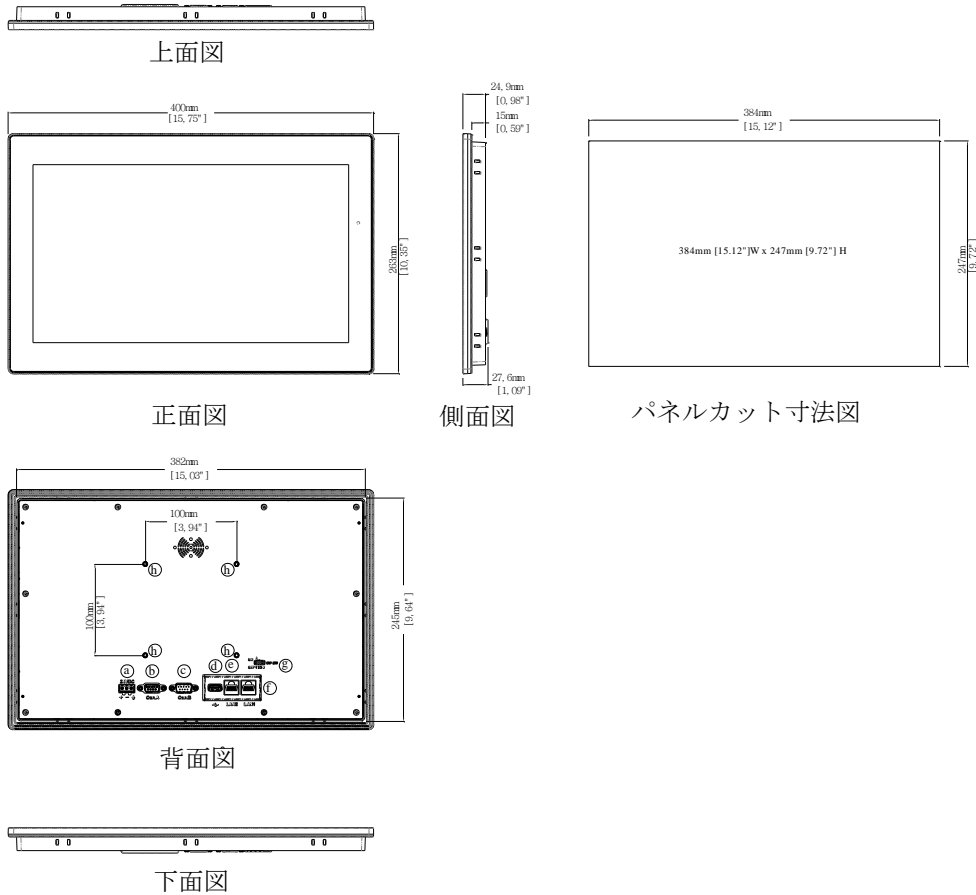 上面図
400mm
[15,75"]
263mm
[10,35"]
正面図
24,9mm
[0,98"]
15mm
[0,59"]
27,6mm
[1,09"]
側面図
384mm
[15,12"]
384mm [15.12"]W x 247mm [9.72"] H
247mm
[9,72"]
パネルカット寸法図
382mm
[15,03"]
100mm
[3,94"]
ⓗ ⓗ
100mm
[3,94"]
245mm
[9,64"]
ⓗ ⓗ
ⓐ ⓑ ⓒ ⓓ ⓔ ⓖ
ⓕ
背面図
下面図